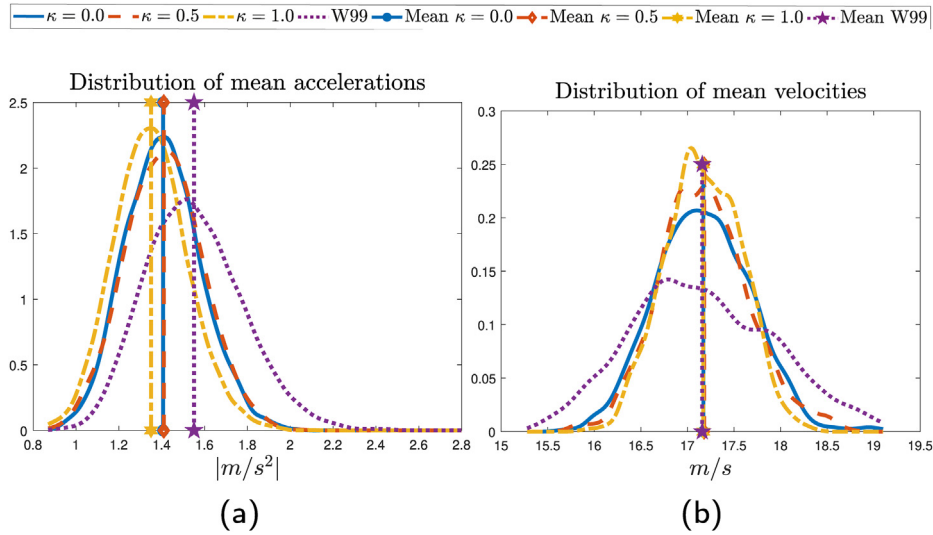 κ = 0.0 κ = 0.5 κ = 1.0 W99 Mean κ = 0.0 Mean κ = 0.5 Mean κ = 1.0 Mean W99
Distribution of mean accelerations
2.5
2
1.5
1
0.5
0
0.8 1 1.2 1.4 1.6 1.8 2 2.2 2.4 2.6 2.8
|m/s²|
(a)
Distribution of mean velocities
0.3
0.25
0.2
0.15
0.1
0.05
0
15 15.5 16 16.5 17 17.5 18 18.5 19 19.5
m/s
(b)